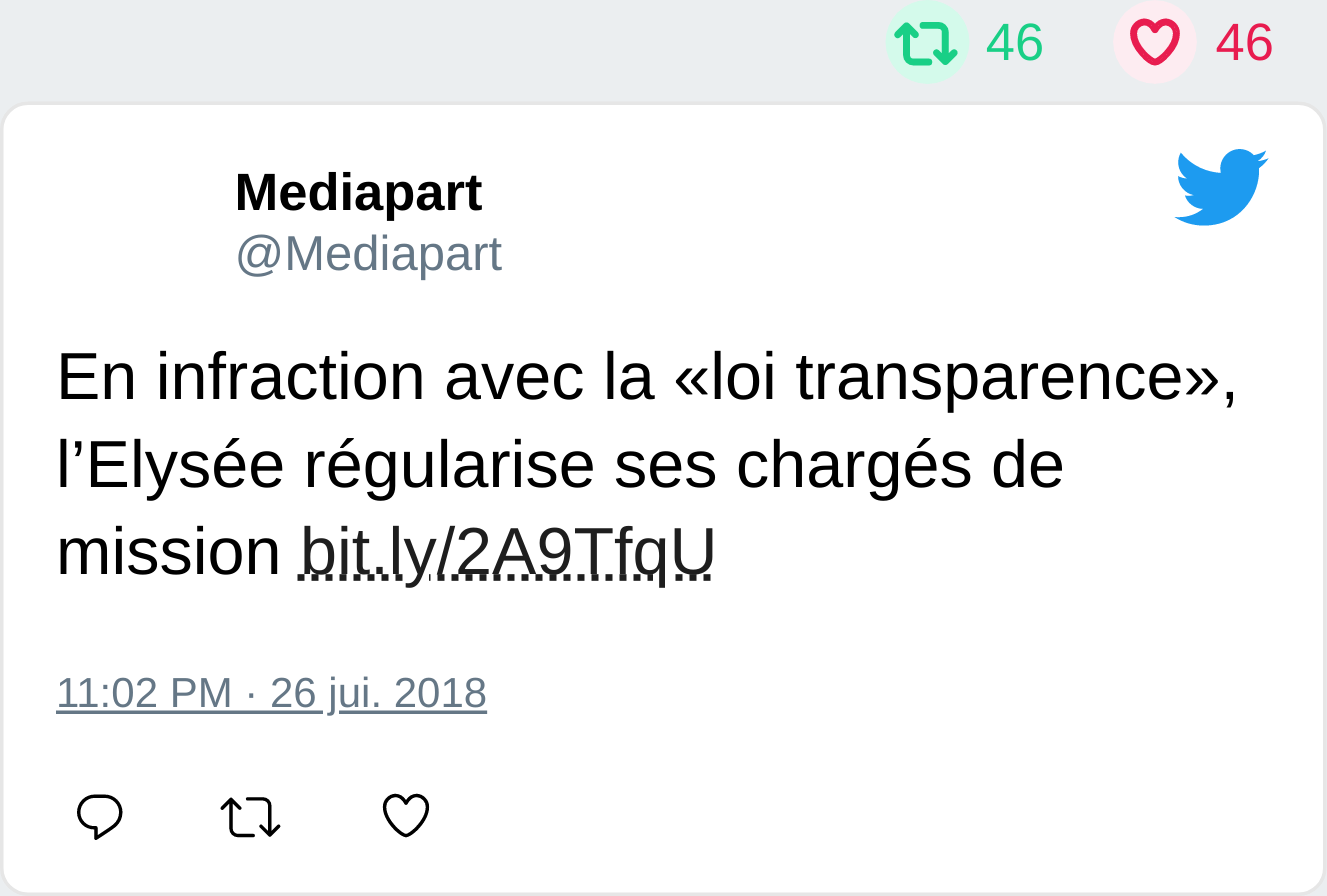 46 46
Mediapart
@Mediapart
En infraction avec la «loi transparence»,
l’Elysée régularise ses chargés de
mission bit.ly/2A9TfqU
11:02 PM · 26 jui. 2018